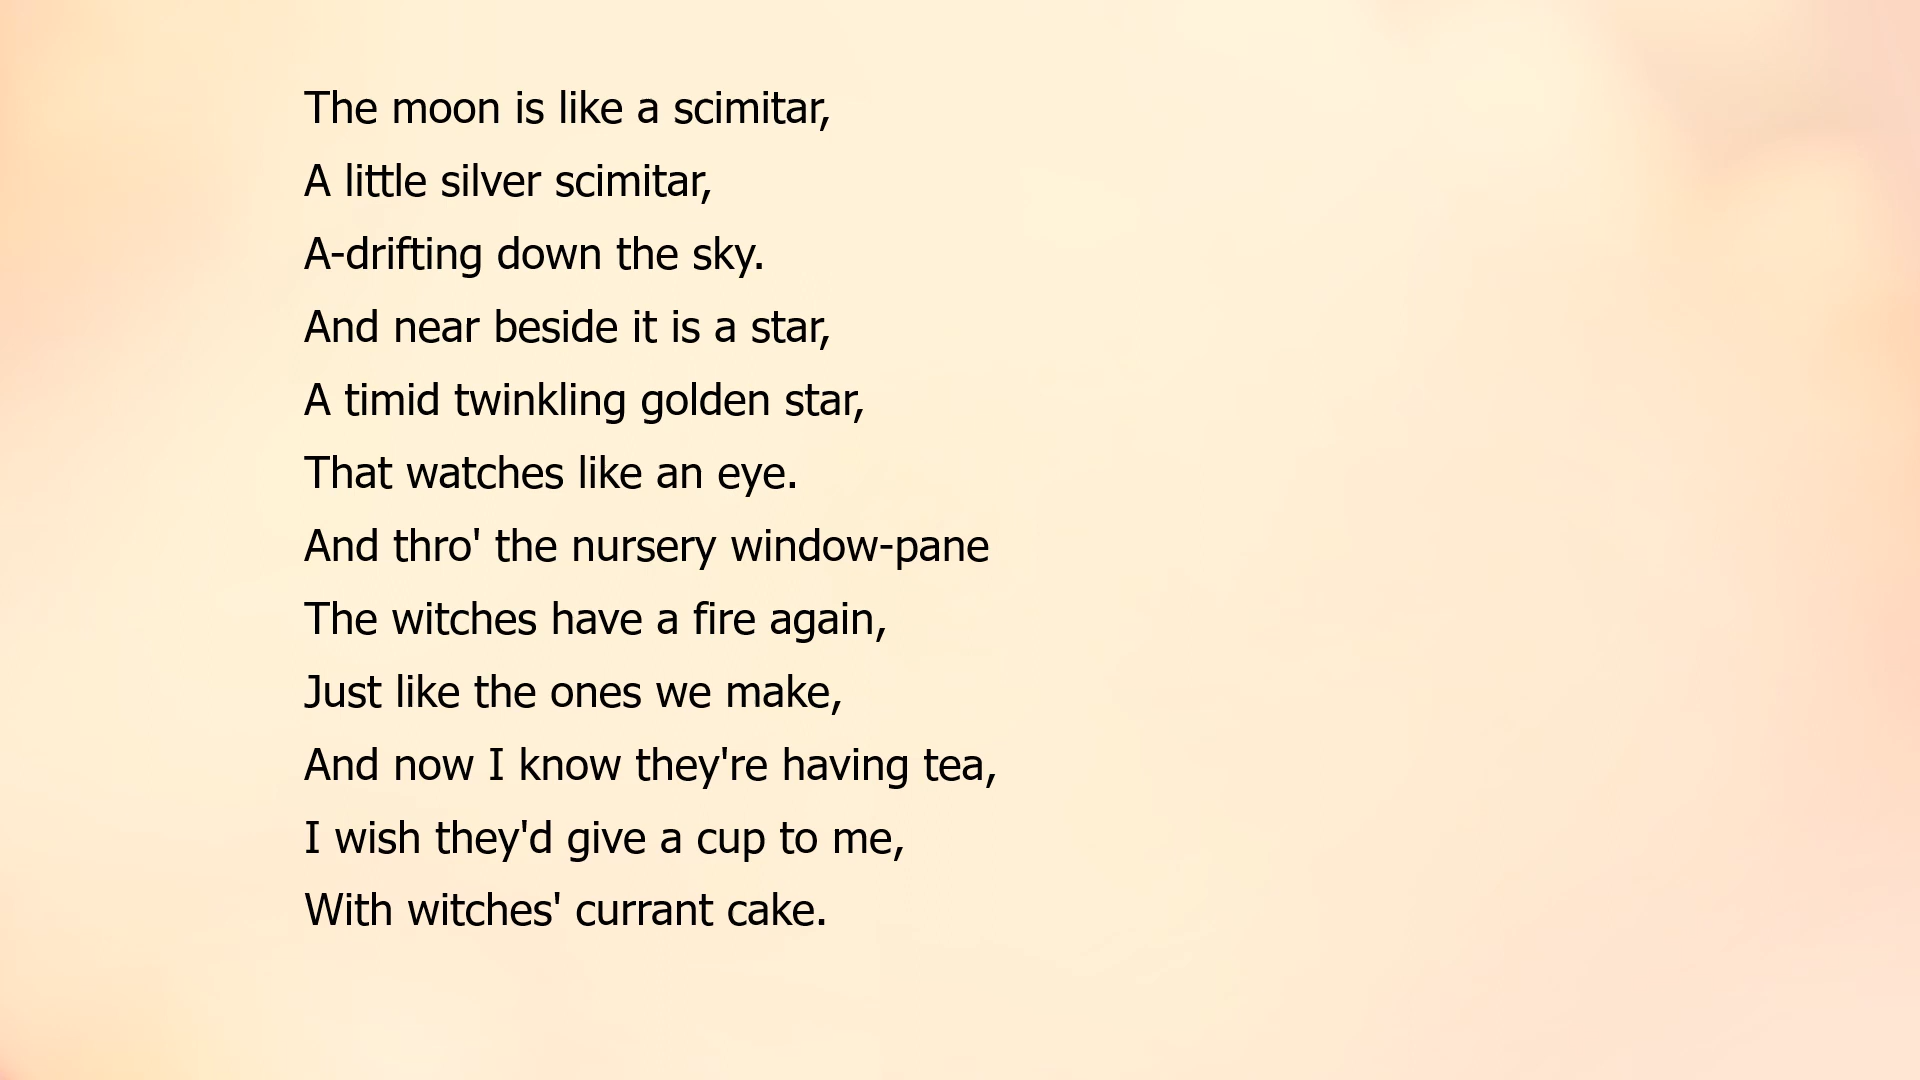 The moon is like a scimitar,
A little silver scimitar,
A-drifting down the sky.
And near beside it is a star,
A timid twinkling golden star,
That watches like an eye.
And thro' the nursery window-pane
The witches have a fire again,
Just like the ones we make,
And now I know they're having tea,
I wish they'd give a cup to me,
With witches' currant cake.